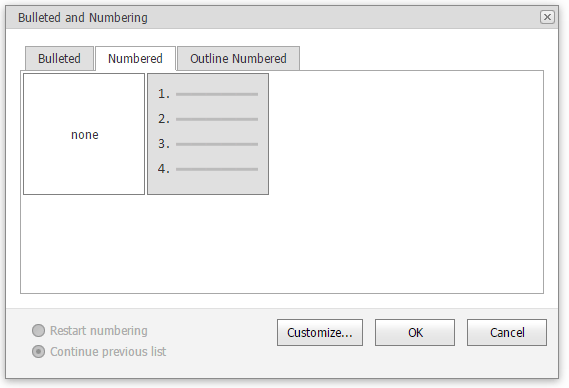 Bulleted and Numbering
Bulleted Numbered Outline Numbered
none
1.
2.
3.
4.
Restart numbering
Continue previous list
Customize... OK Cancel